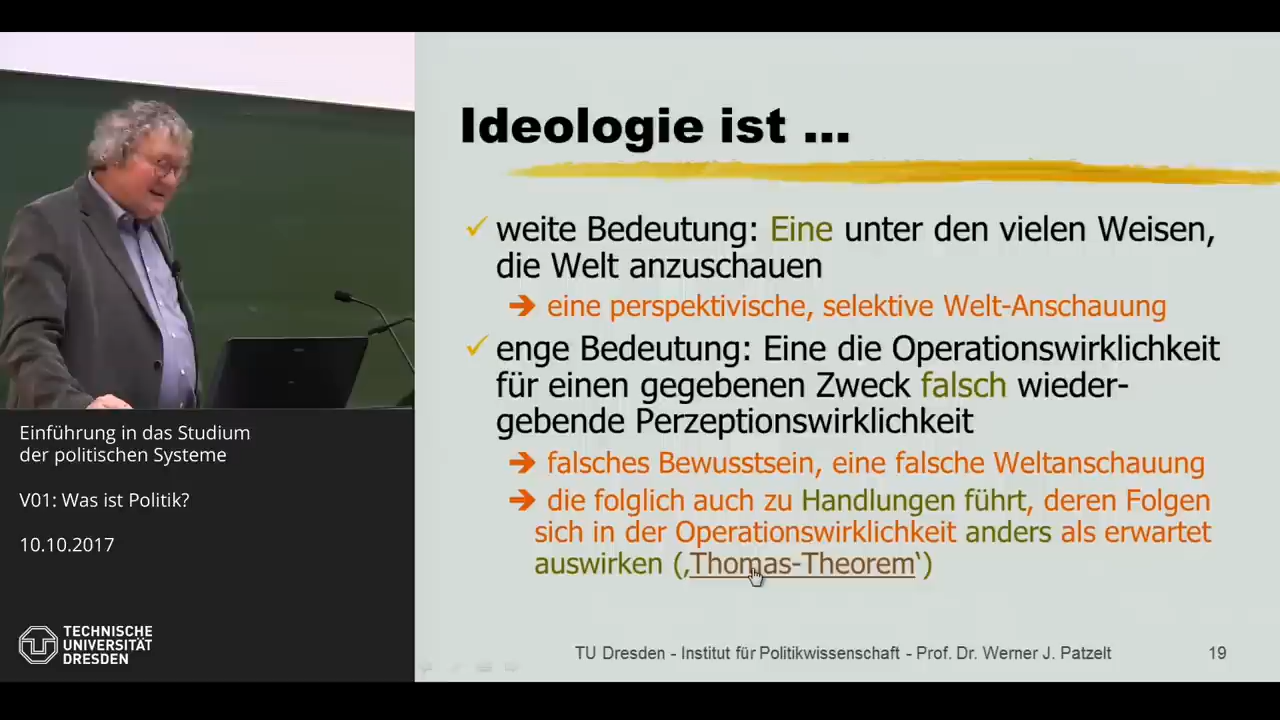 Ideologie ist ...
weite Bedeutung: Eine unter den vielen Weisen,
die Welt anzuschauen
eine perspektivische, selektive Welt-Anschauung
enge Bedeutung: Eine die Operationswirklichkeit
für einen gegebenen Zweck falsch wieder-
gebende Perzeptionswirklichkeit
falsches Bewusstsein, eine falsche Weltanschauung
die folglich auch zu Handlungen führt, deren Folgen
sich in der Operationswirklichkeit anders als erwartet
auswirken (‚Thomas-Theorem‘)
TU Dresden - Institut für Politikwissenschaft - Prof. Dr. Werner J. Patzelt 19
Einführung in das Studium
der politischen Systeme
V01: Was ist Politik?
10.10.2017
TECHNISCHE
UNIVERSITÄT
DRESDEN